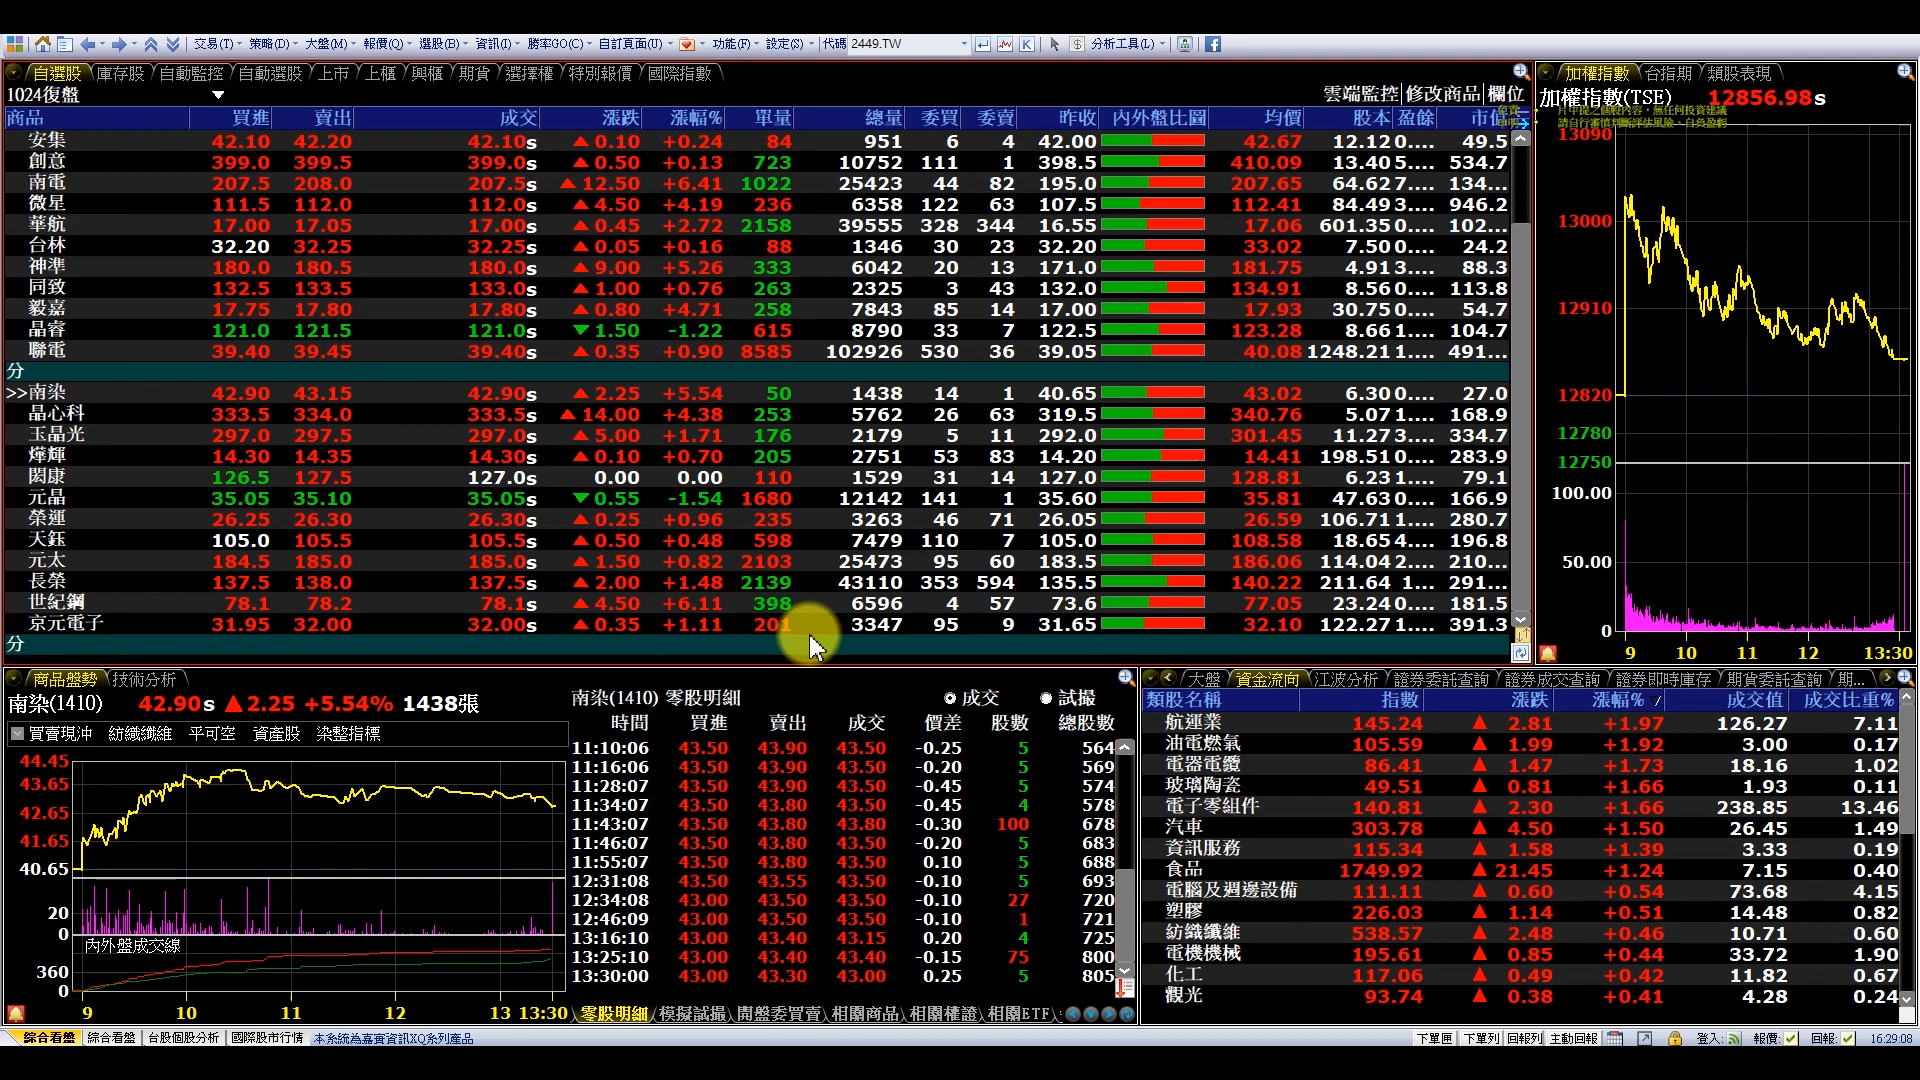 交易(T) 策略(D) 大盤(M) 報價(Q) 選股(B) 資訊(I) 勝率GO(C) 自訂頁面(U) 功能(F) 設定(S) 代碼 2449.TW 分析工具(L)
自選股 庫存股 自動監控 自動選股 上市 上櫃 興櫃 期貨 選擇權 特別報價 國際指數
1024復盤 雲端監控 修改商品 欄位
商品 買進 賣出 成交 漲跌 漲幅% 單量 總量 委買 委賣 昨收 內外盤比圖 均價 股本 盈餘 市值
安集 42.10 42.20 42.10s ▲ 0.10 +0.24 84 951 6 4 42.00 42.67 12.12 0.... 49.5
創意 399.0 399.5 399.0s ▲ 0.50 +0.13 723 10752 111 1 398.5 410.09 13.40 5.... 534.7
南電 207.5 208.0 207.5s ▲ 12.50 +6.41 1022 25423 44 82 195.0 207.65 64.62 7.... 134...
微星 111.5 112.0 112.0s ▲ 4.50 +4.19 236 6358 122 63 107.5 112.41 84.49 3.... 946.2
華航 17.00 17.05 17.00s ▲ 0.45 +2.72 2158 39555 328 344 16.55 17.06 601.35 0.... 102...
台林 32.20 32.25 32.25s ▲ 0.05 +0.16 88 1346 30 23 32.20 33.02 7.50 0.... 24.2
神準 180.0 180.5 180.0s ▲ 9.00 +5.26 333 6042 20 13 171.0 181.75 4.91 3.... 88.3
同致 132.5 133.5 133.0s ▲ 1.00 +0.76 263 2325 3 43 132.0 134.91 8.56 0.... 113.8
毅嘉 17.75 17.80 17.80s ▲ 0.80 +4.71 258 7843 85 14 17.00 17.93 30.75 0.... 54.7
晶睿 121.0 121.5 121.0s ▼ 1.50 -1.22 615 8790 33 7 122.5 123.28 8.66 1.... 104.7
聯電 39.40 39.45 39.40s ▲ 0.35 +0.90 8585 102926 530 36 39.05 40.08 1248.21 1.... 491...
分
>>南染 42.90 43.15 42.90s ▲ 2.25 +5.54 50 1438 14 1 40.65 43.02 6.30 0.... 27.0
晶心科 333.5 334.0 333.5s ▲ 14.00 +4.38 253 5762 26 63 319.5 340.76 5.07 1.... 168.9
玉晶光 297.0 297.5 297.0s ▲ 5.00 +1.71 176 2179 5 11 292.0 301.45 11.27 3.... 334.7
燁輝 14.30 14.35 14.30s ▲ 0.10 +0.70 205 2751 53 83 14.20 14.41 198.51 0.... 283.9
閎康 126.5 127.5 127.0s 0.00 0.00 110 1529 31 14 127.0 128.81 6.23 1.... 79.1
元晶 35.05 35.10 35.05s ▼ 0.55 -1.54 1680 12142 141 1 35.60 35.81 47.63 0.... 166.9
榮運 26.25 26.30 26.30s ▲ 0.25 +0.96 235 3263 46 71 26.05 26.59 106.71 1.... 280.7
天鈺 105.0 105.5 105.5s ▲ 0.50 +0.48 598 7479 110 7 105.0 108.58 18.65 4.... 196.8
元太 184.5 185.0 185.0s ▲ 1.50 +0.82 2103 25473 95 60 183.5 186.06 114.04 2.... 210...
長榮 137.5 138.0 137.5s ▲ 2.00 +1.48 2139 43110 353 594 135.5 140.22 211.64 1... 291...
世紀鋼 78.1 78.2 78.1s ▲ 4.50 +6.11 398 6596 4 57 73.6 77.05 23.24 0.... 181.5
京元電子 31.95 32.00 32.00s ▲ 0.35 +1.11 201 3347 95 9 31.65 32.10 122.27 1.... 391.3
分
加權指數 台指期 類股表現
加權指數(TSE) 12856.98s
片中提之個股內容，無任何投資建議
請自行審慎判斷評估風險，自負盈虧
13090
13000
12910
12820
12780
12750
100.00
50.00
0
9 10 11 12 13:30
商品盤勢 技術分析
南染(1410) 42.90s ▲ 2.25 +5.54% 1438張
買賣現沖 紡織纖維 平可空 資產股 染整指標
44.45
43.65
42.65
41.65
40.65
20
0
內外盤成交線
360
0
9 10 11 12 13 13:30
南染(1410) 零股明細 成交 試撮
時間 買進 賣出 成交 價差 股數 總股數
11:10:06 43.50 43.90 43.50 -0.25 5 564
11:16:06 43.50 43.90 43.50 -0.20 5 569
11:28:07 43.50 43.90 43.50 -0.45 5 574
11:34:07 43.50 43.80 43.50 -0.45 4 578
11:43:07 43.50 43.80 43.80 -0.30 100 678
11:46:07 43.50 43.80 43.50 -0.20 5 683
11:55:07 43.50 43.80 43.50 0.10 5 688
12:31:08 43.50 43.55 43.50 -0.10 5 693
12:34:08 43.00 43.50 43.50 -0.10 27 720
12:46:09 43.00 43.50 43.50 -0.10 1 721
13:16:10 43.00 43.40 43.15 0.20 4 725
13:25:10 43.00 43.40 43.40 -0.15 75 800
13:30:00 43.00 43.30 43.00 0.25 5 805
零股明細 模擬試撮 開盤委買賣 相關商品 相關權證 相關ETF
大盤 資金流向 江波分析 證券委託查詢 證券成交查詢 證券即時庫存 期貨委託查詢 期...
類股名稱 指數 漲跌 漲幅% 成交值 成交比重%
航運業 145.24 ▲ 2.81 +1.97 126.27 7.11
油電燃氣 105.59 ▲ 1.99 +1.92 3.00 0.17
電器電纜 86.41 ▲ 1.47 +1.73 18.16 1.02
玻璃陶瓷 49.51 ▲ 0.81 +1.66 1.93 0.11
電子零組件 140.81 ▲ 2.30 +1.66 238.85 13.46
汽車 303.78 ▲ 4.50 +1.50 26.45 1.49
資訊服務 115.34 ▲ 1.58 +1.39 3.33 0.19
食品 1749.92 ▲ 21.45 +1.24 7.15 0.40
電腦及週邊設備 111.11 ▲ 0.60 +0.54 73.68 4.15
塑膠 226.03 ▲ 1.14 +0.51 14.48 0.82
紡織纖維 538.57 ▲ 2.48 +0.46 10.71 0.60
電機機械 195.61 ▲ 0.85 +0.44 33.72 1.90
化工 117.06 ▲ 0.49 +0.42 11.82 0.67
觀光 93.74 ▲ 0.38 +0.41 4.28 0.24
綜合看盤 綜合看盤 台股個股分析 國際股市行情 本系統為嘉實資訊XQ系列產品 下單匣 下單列 回報列 主動回報 登入: 報價: 回報: 16:29:08